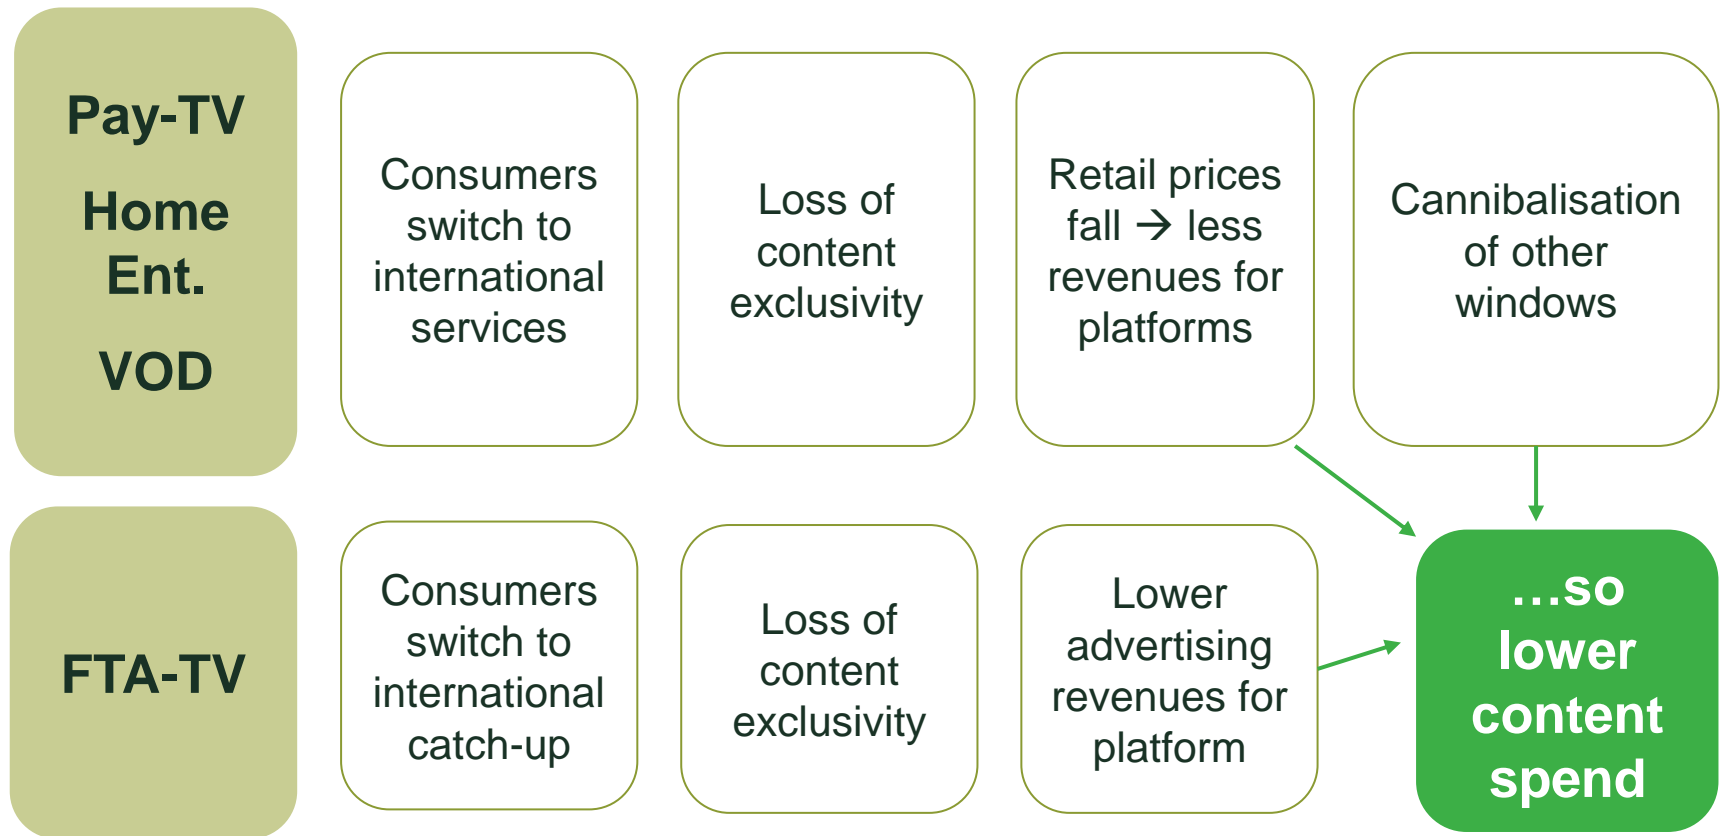 Pay-TV
Home
Ent.
VOD
Consumers
switch to
international
services
Loss of
content
exclusivity
Retail prices
fall → less
revenues for
platforms
Cannibalisation
of other
windows
FTA-TV
Consumers
switch to
international
catch-up
Loss of
content
exclusivity
Lower
advertising
revenues for
platform
…so
lower
content
spend